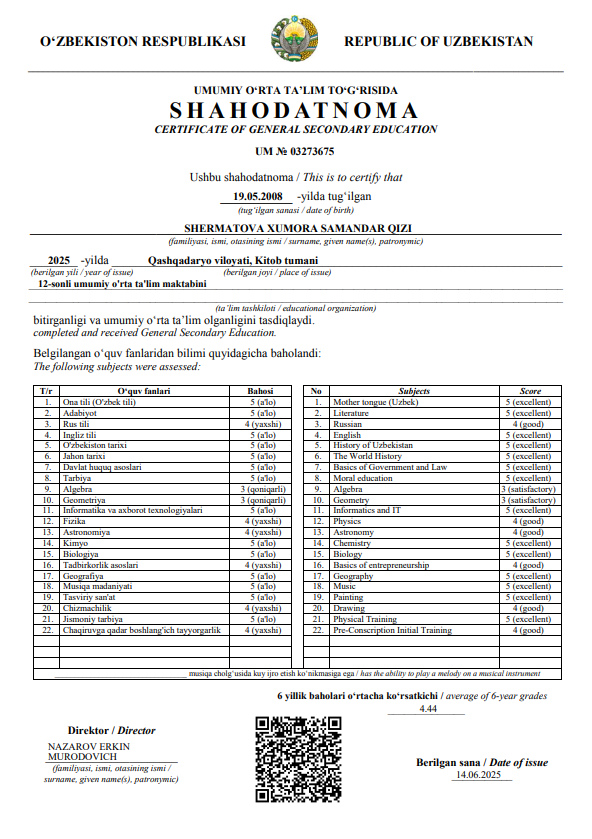 O‘ZBEKISTON RESPUBLIKASI REPUBLIC OF UZBEKISTAN
UMUMIY O‘RTA TA’LIM TO‘G‘RISIDA
SHAHODATNOMA
CERTIFICATE OF GENERAL SECONDARY EDUCATION
UM № 03273675
Ushbu shahodatnoma / This is to certify that
19.05.2008 -yilda tug‘ilgan
(tug‘ilgan sanasi / date of birth)
SHERMATOVA XUMORA SAMANDAR QIZI
(familiyasi, ismi, otasining ismi / surname, given name(s), patronymic)
2025 -yilda Qashqadaryo viloyati, Kitob tumani
(berilgan yili / year of issue) (berilgan joyi / place of issue)
12-sonli umumiy o'rta ta'lim maktabini
(ta’lim tashkiloti / educational organization)
bitirganligi va umumiy o‘rta ta’lim olganligini tasdiqlaydi.
completed and received General Secondary Education.
Belgilangan o‘quv fanlaridan bilimi quyidagicha baholandi:
The following subjects were assessed:
T/r O‘quv fanlari Bahosi No Subjects Score
1. Ona tili (O'zbek tili) 5 (a'lo) 1. Mother tongue (Uzbek) 5 (excellent)
2. Adabiyot 5 (a'lo) 2. Literature 5 (excellent)
3. Rus tili 4 (yaxshi) 3. Russian 4 (good)
4. Ingliz tili 5 (a'lo) 4. English 5 (excellent)
5. O'zbekiston tarixi 5 (a'lo) 5. History of Uzbekistan 5 (excellent)
6. Jahon tarixi 5 (a'lo) 6. The World History 5 (excellent)
7. Davlat huquq asoslari 5 (a'lo) 7. Basics of Government and Law 5 (excellent)
8. Tarbiya 5 (a'lo) 8. Moral education 5 (excellent)
9. Algebra 3 (qoniqarli) 9. Algebra 3 (satisfactory)
10. Geometriya 3 (qoniqarli) 10. Geometry 3 (satisfactory)
11. Informatika va axborot texnologiyalari 5 (a'lo) 11. Informatics and IT 5 (excellent)
12. Fizika 4 (yaxshi) 12. Physics 4 (good)
13. Astronomiya 4 (yaxshi) 13. Astronomy 4 (good)
14. Kimyo 5 (a'lo) 14. Chemistry 5 (excellent)
15. Biologiya 5 (a'lo) 15. Biology 5 (excellent)
16. Tadbirkorlik asoslari 4 (yaxshi) 16. Basics of entrepreneurship 4 (good)
17. Geografiya 5 (a'lo) 17. Geography 5 (excellent)
18. Musiqa madaniyati 5 (a'lo) 18. Music 5 (excellent)
19. Tasviriy san'at 5 (a'lo) 19. Painting 5 (excellent)
20. Chizmachilik 4 (yaxshi) 20. Drawing 4 (good)
21. Jismoniy tarbiya 5 (a'lo) 21. Physical Training 5 (excellent)
22. Chaqiruvga qadar boshlang'ich tayyorgarlik 4 (yaxshi) 22. Pre-Conscription Initial Training 4 (good)
musiqa cholg‘usida kuy ijro etish ko‘nikmasiga ega / has the ability to play a melody on a musical instrument
6 yillik baholari o‘rtacha ko‘rsatkichi / average of 6-year grades
4.44
Direktor / Director
NAZAROV ERKIN
MURODOVICH
(familiyasi, ismi, otasining ismi /
surname, given name(s), patronymic)
Berilgan sana / Date of issue
14.06.2025